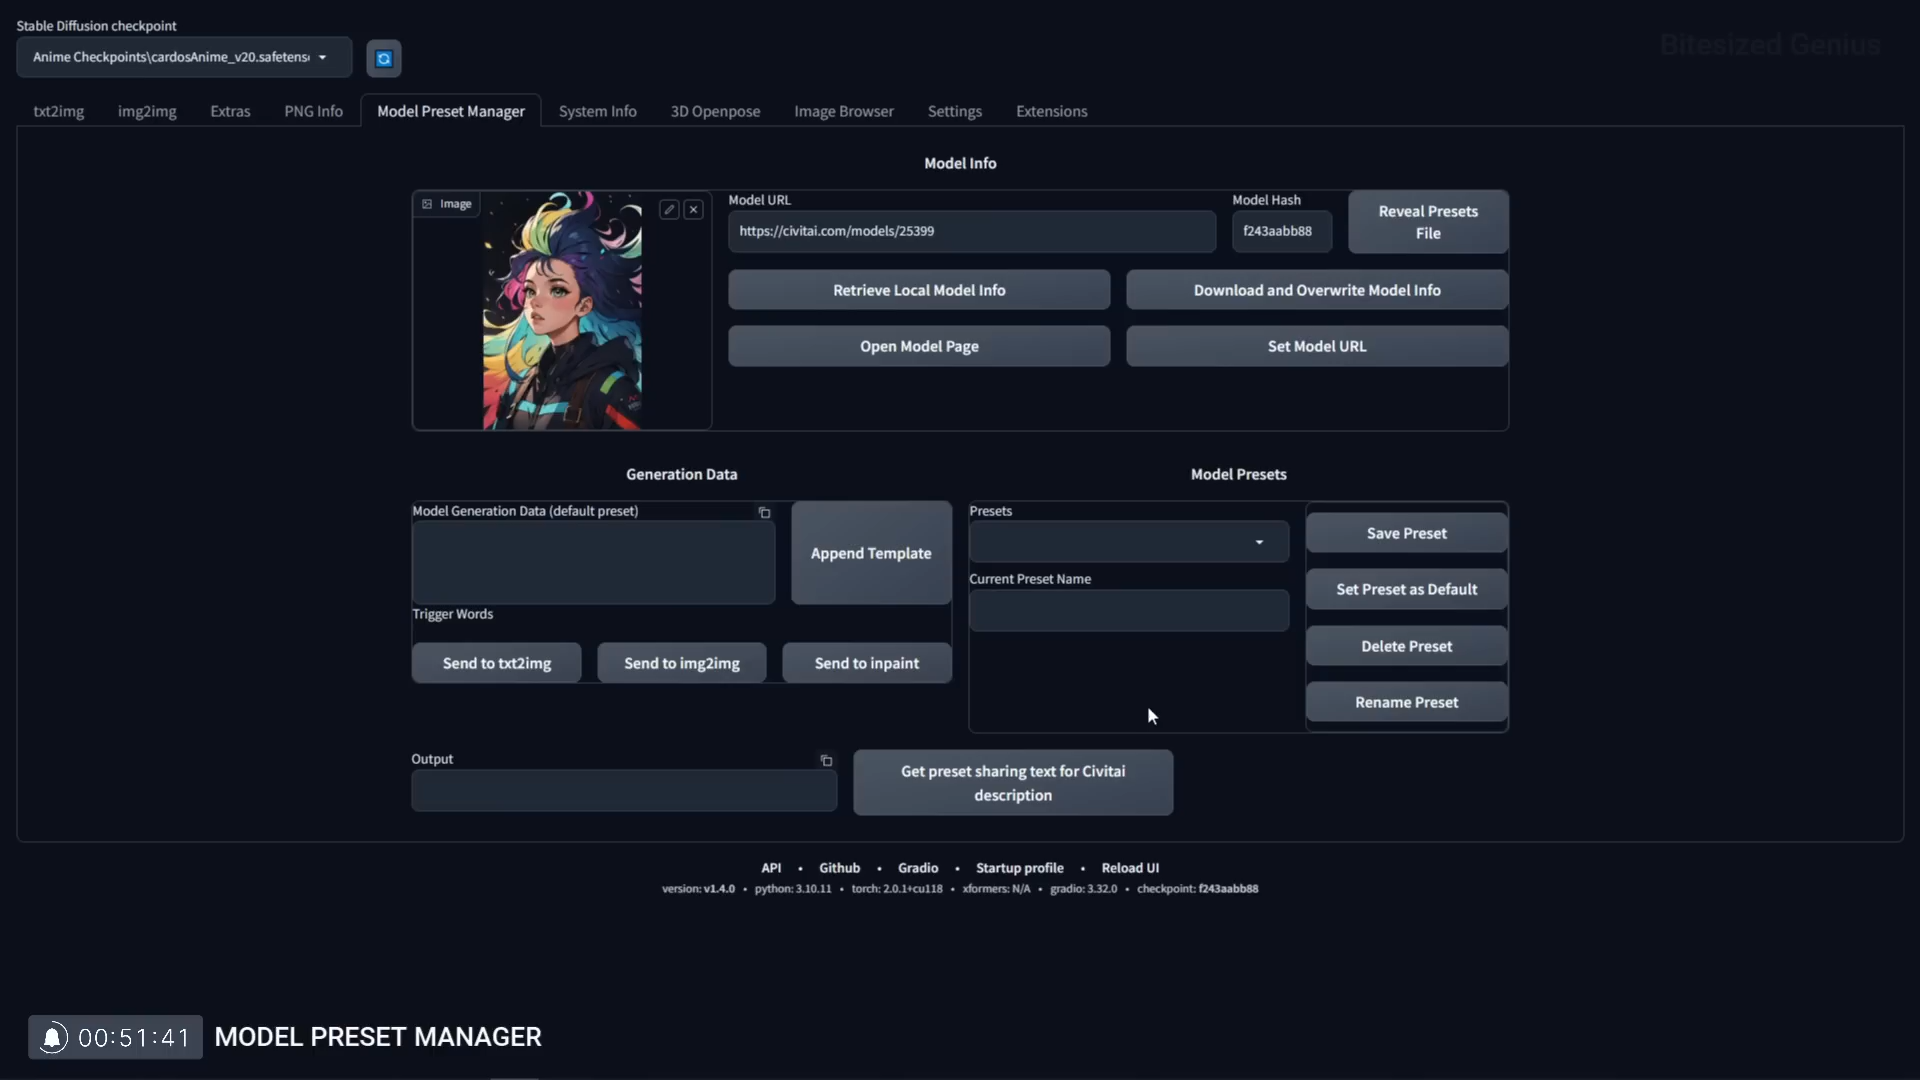 Stable Diffusion checkpoint
Anime Checkpoints\cardosAnime_v20.safetens
Bitesized Genius
txt2img img2img Extras PNG Info Model Preset Manager System Info 3D Openpose Image Browser Settings Extensions
Model Info
Image
Model URL
https://civitai.com/models/25399
Model Hash
f243aabb88
Reveal Presets
File
Retrieve Local Model Info
Download and Overwrite Model Info
Open Model Page
Set Model URL
Generation Data
Model Generation Data (default preset)
Append Template
Trigger Words
Send to txt2img
Send to img2img
Send to inpaint
Model Presets
Presets
Current Preset Name
Save Preset
Set Preset as Default
Delete Preset
Rename Preset
Output
Get preset sharing text for Civitai
description
API • Github • Gradio • Startup profile • Reload UI
version: v1.4.0 • python: 3.10.11 • torch: 2.0.1+cu118 • xformers: N/A • gradio: 3.32.0 • checkpoint: f243aabb88
00:51:41 MODEL PRESET MANAGER